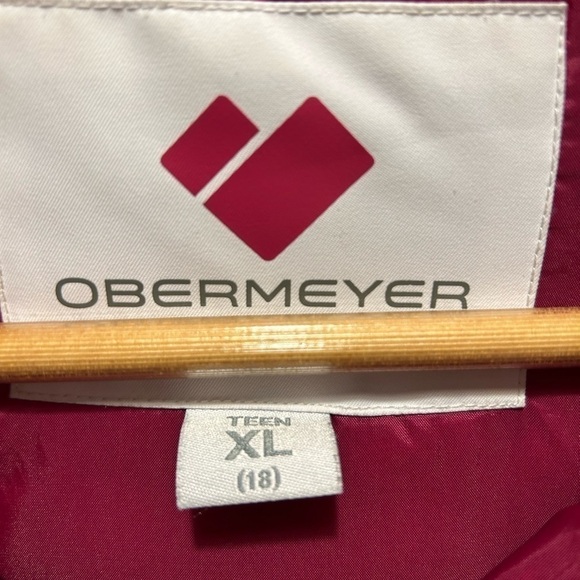 OBERMEYER
TEEN
XL
(18)